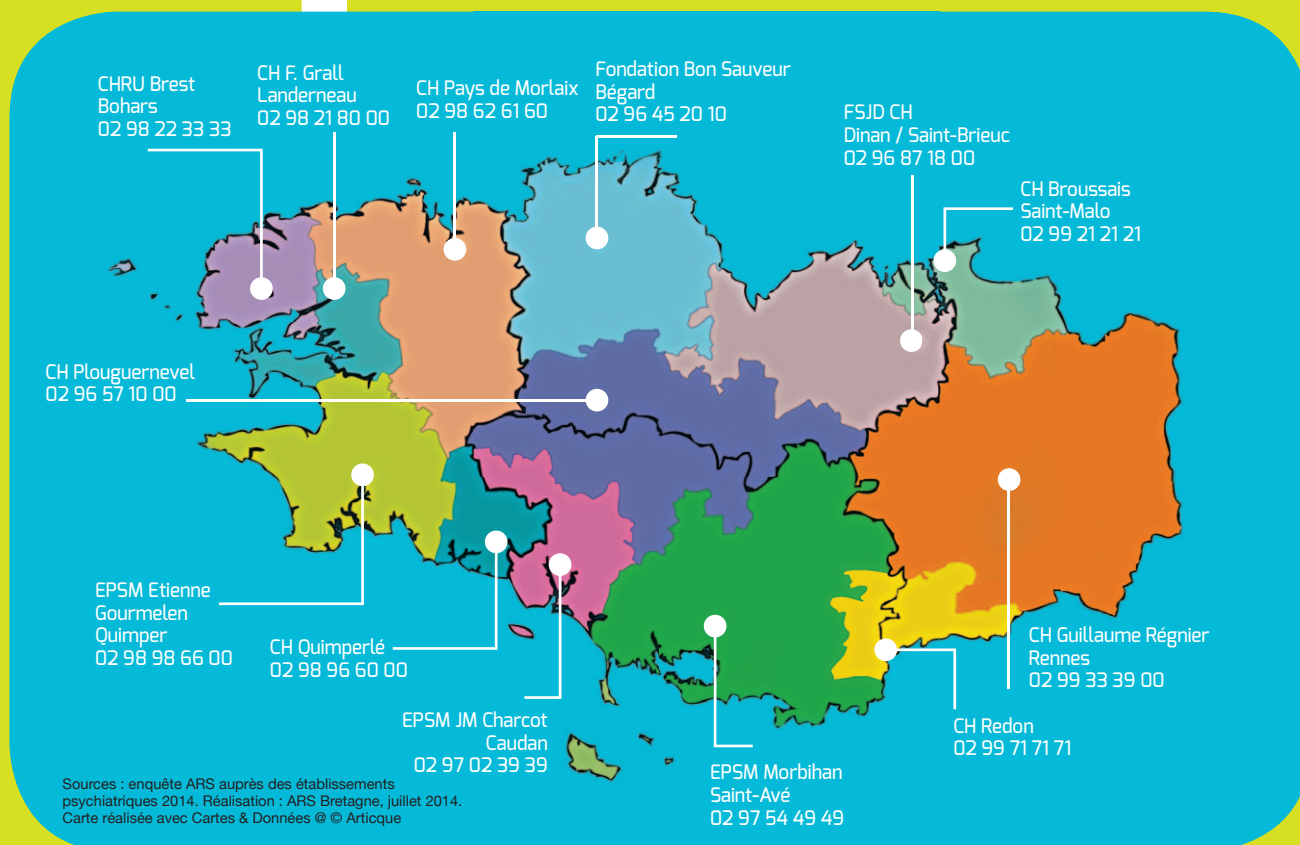 CHRU Brest
Bohars
02 98 22 33 33
CH F. Grall
Landerneau
02 98 21 80 00
CH Pays de Morlaix
02 98 62 61 60
Fondation Bon Sauveur
Bégard
02 96 45 20 10
FSJD CH
Dinan / Saint-Brieuc
02 96 87 18 00
CH Broussais
Saint-Malo
02 99 21 21 21
CH Plouguernevel
02 96 57 10 00
EPSM Etienne
Gourmelen
Quimper
02 98 98 66 00
CH Quimperlé
02 98 96 60 00
EPSM JM Charcot
Caudan
02 97 02 39 39
EPSM Morbihan
Saint-Avé
02 97 54 49 49
CH Redon
02 99 71 71 71
CH Guillaume Régnier
Rennes
02 99 33 39 00
Sources : enquête ARS auprès des établissements
psychiatriques 2014. Réalisation : ARS Bretagne, juillet 2014.
Carte réalisée avec Cartes & Données @ © Articque